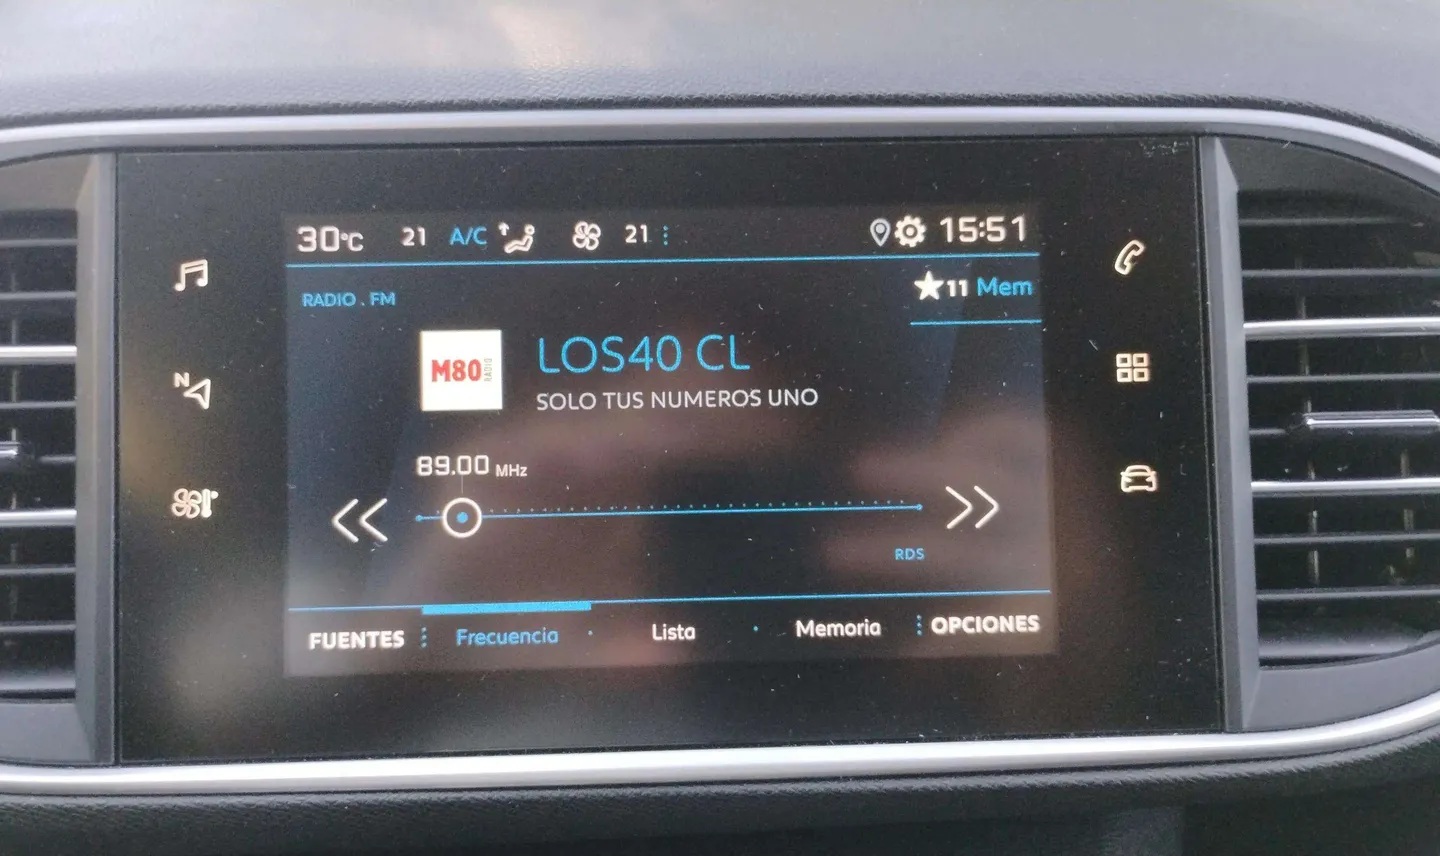 30°C 21 A/C 21 15:51
RADIO . FM
11 Mem
M80 RADIO
LOS40 CL
SOLO TUS NUMEROS UNO
89.00 MHz
N
RDS
FUENTES Frecuencia Lista Memoria OPCIONES